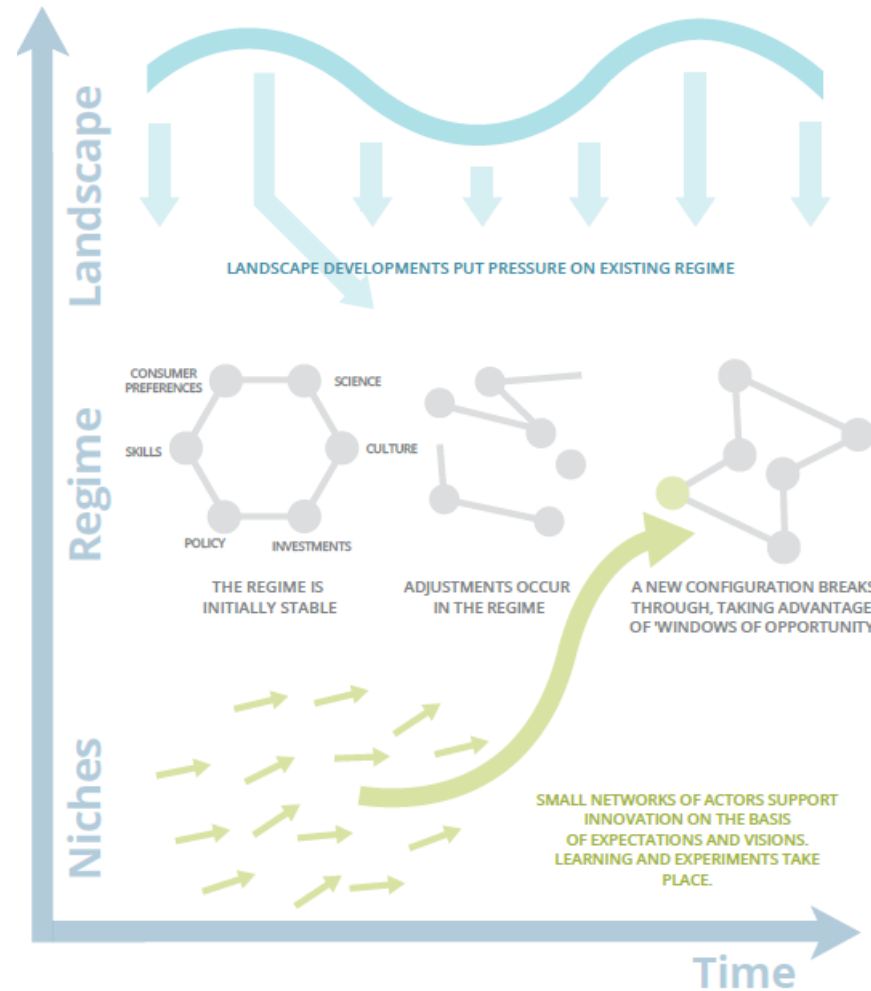 Landscape
LANDSCAPE DEVELOPMENTS PUT PRESSURE ON EXISTING REGIME
Regime
CONSUMER
PREFERENCES
SCIENCE
SKILLS
CULTURE
POLICY
INVESTMENTS
THE REGIME IS
INITIALLY STABLE
ADJUSTMENTS OCCUR
IN THE REGIME
A NEW CONFIGURATION BREAKS
THROUGH, TAKING ADVANTAGE
OF 'WINDOWS OF OPPORTUNITY
Niches
SMALL NETWORKS OF ACTORS SUPPORT
INNOVATION ON THE BASIS
OF EXPECTATIONS AND VISIONS.
LEARNING AND EXPERIMENTS TAKE
PLACE.
Time